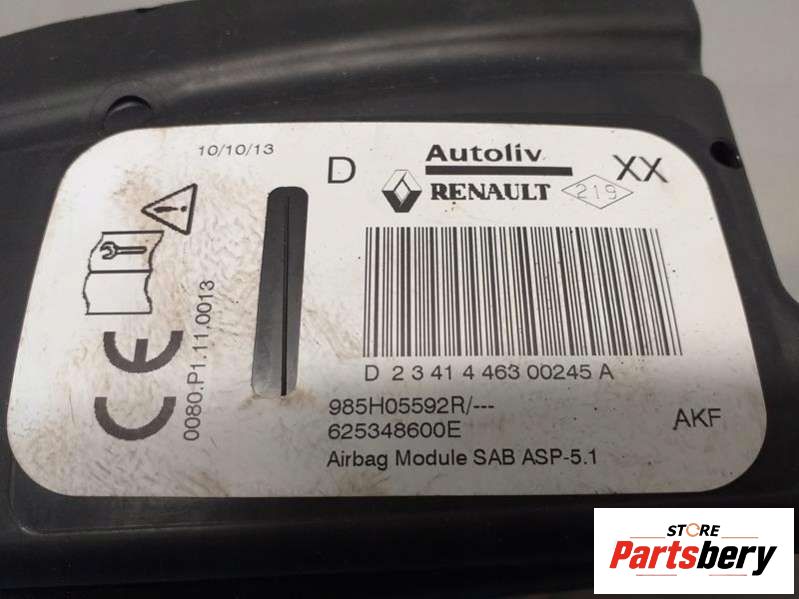 10/10/13
D
Autoliv
XX
RENAULT
219
D 2 3 41 4 463 00245 A
985H05592R/---
625348600E
AKF
Airbag Module SAB ASP-5.1
CE
0080.P1.11.0013
STORE
Partsbery